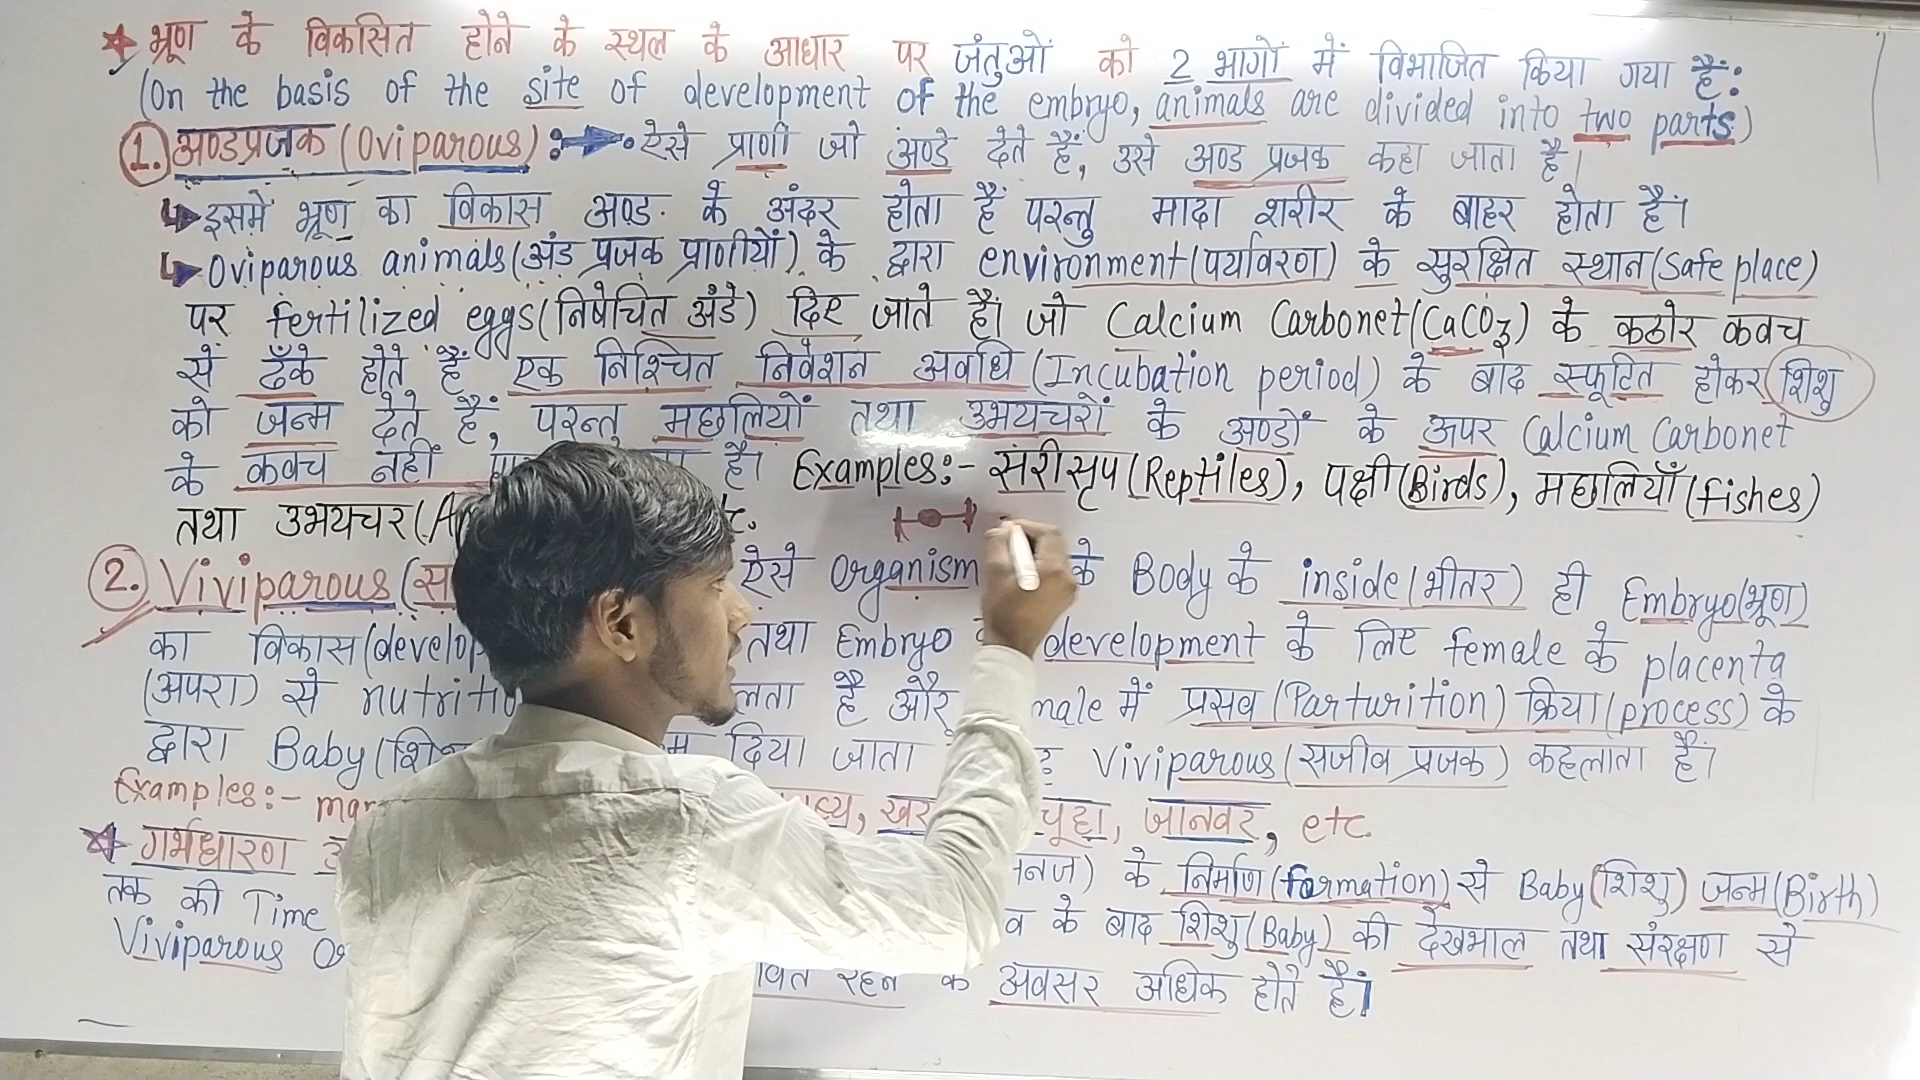 भ्रूण के विकसित होने के स्थल के आधार पर जंतुओं को 2 भागों में विभाजित किया गया है:
(On the basis of the site of development of the embryo, animals are divided into two parts.)
1. अण्डप्रजक (Oviparous) :→ ऐसे प्राणी जो अण्डे देते हैं, उसे अण्ड प्रजक कहा जाता है।
इसमें भ्रूण का विकास अण्ड के अंदर होता हैं परन्तु मादा शरीर के बाहर होता है।
Oviparous animals (अंड प्रजक प्राणीयों) के द्वारा environment (पर्यावरण) के सुरक्षित स्थान (Safe place)
पर fertilized eggs (निषेचित अंडे) दिए जाते हैं। जो Calcium Carbonet (CaCO₃) के कठोर कवच
से ढँके होते हैं एक निश्चित निवेशन अवधि (Incubation period) के बाद स्फूटित होकर शिशु
को जन्म देते हैं, परन्तु मछलियों तथा उभयचरों के अण्डों के ऊपर Calcium Carbonet
के कवच नहीं है। Examples:- सरीसृप (Reptiles), पक्षी (Birds), मछलियाँ (fishes)
तथा उभयचर
2. Viviparous ऐसे Organism के Body के inside (भीतर) ही Embryo (भ्रूण)
का विकास तथा Embryo development के लिए female के placenta
(अपरा) से है और में प्रसव (Parturition) क्रिया (process) के
द्वारा Baby दिया जाता Viviparous (सजीव प्रजक) कहलाता है।
Examples:- चूहा, जानवर, etc.
गर्भधारण के निर्माण (formation) से Baby (शिशु) जन्म (Birth)
तक की Time के बाद शिशु (Baby) की देखभाल तथा संरक्षण से
Viviparous रहने के अवसर अधिक होते हैं।